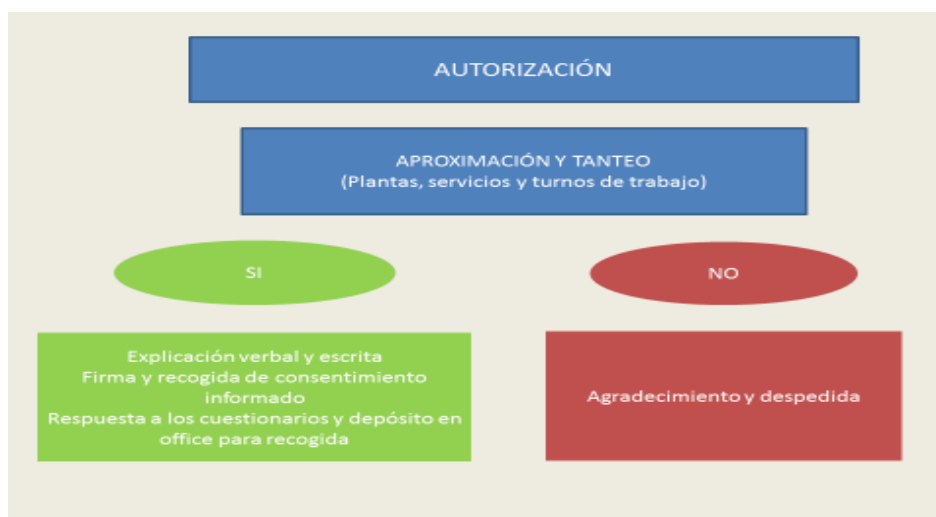 AUTORIZACIÓN
APROXIMACIÓN Y TANTEO
(Plantas, servicios y turnos de trabajo)
SI
NO
Explicación verbal y escrita
Firma y recogida de consentimiento
informado
Respuesta a los cuestionarios y depósito en
office para recogida
Agradecimiento y despedida